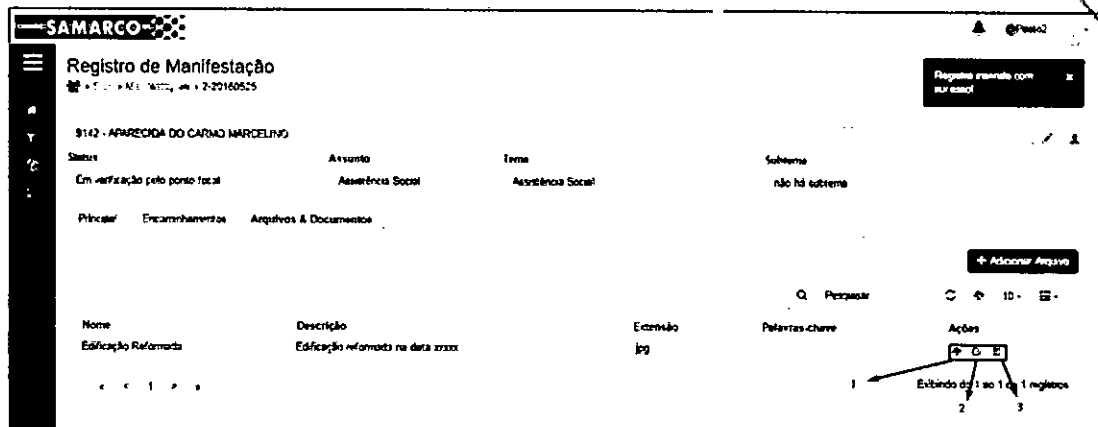 SAMARCO
@Posto2
Registro de Manifestação
2-20160525
Registro inserido com
sucesso!
x
9142 - APARECIDA DO CARMO MARCELINO
Status Assunto Tema Subtema
Em verificação pelo ponto focal Assistência Social Assistência Social não há subtema
Principal Encaminhamentos Arquivos & Documentos
+ Adicionar Arquivo
Pesquisar 10
Nome Descrição Extensão Palavras-chave Ações
Edificação Reformada Edificação reformada na data xxxxx jpg
« < 1 > » 1 Exibindo de 1 ao 1 de 1 registros
2 3